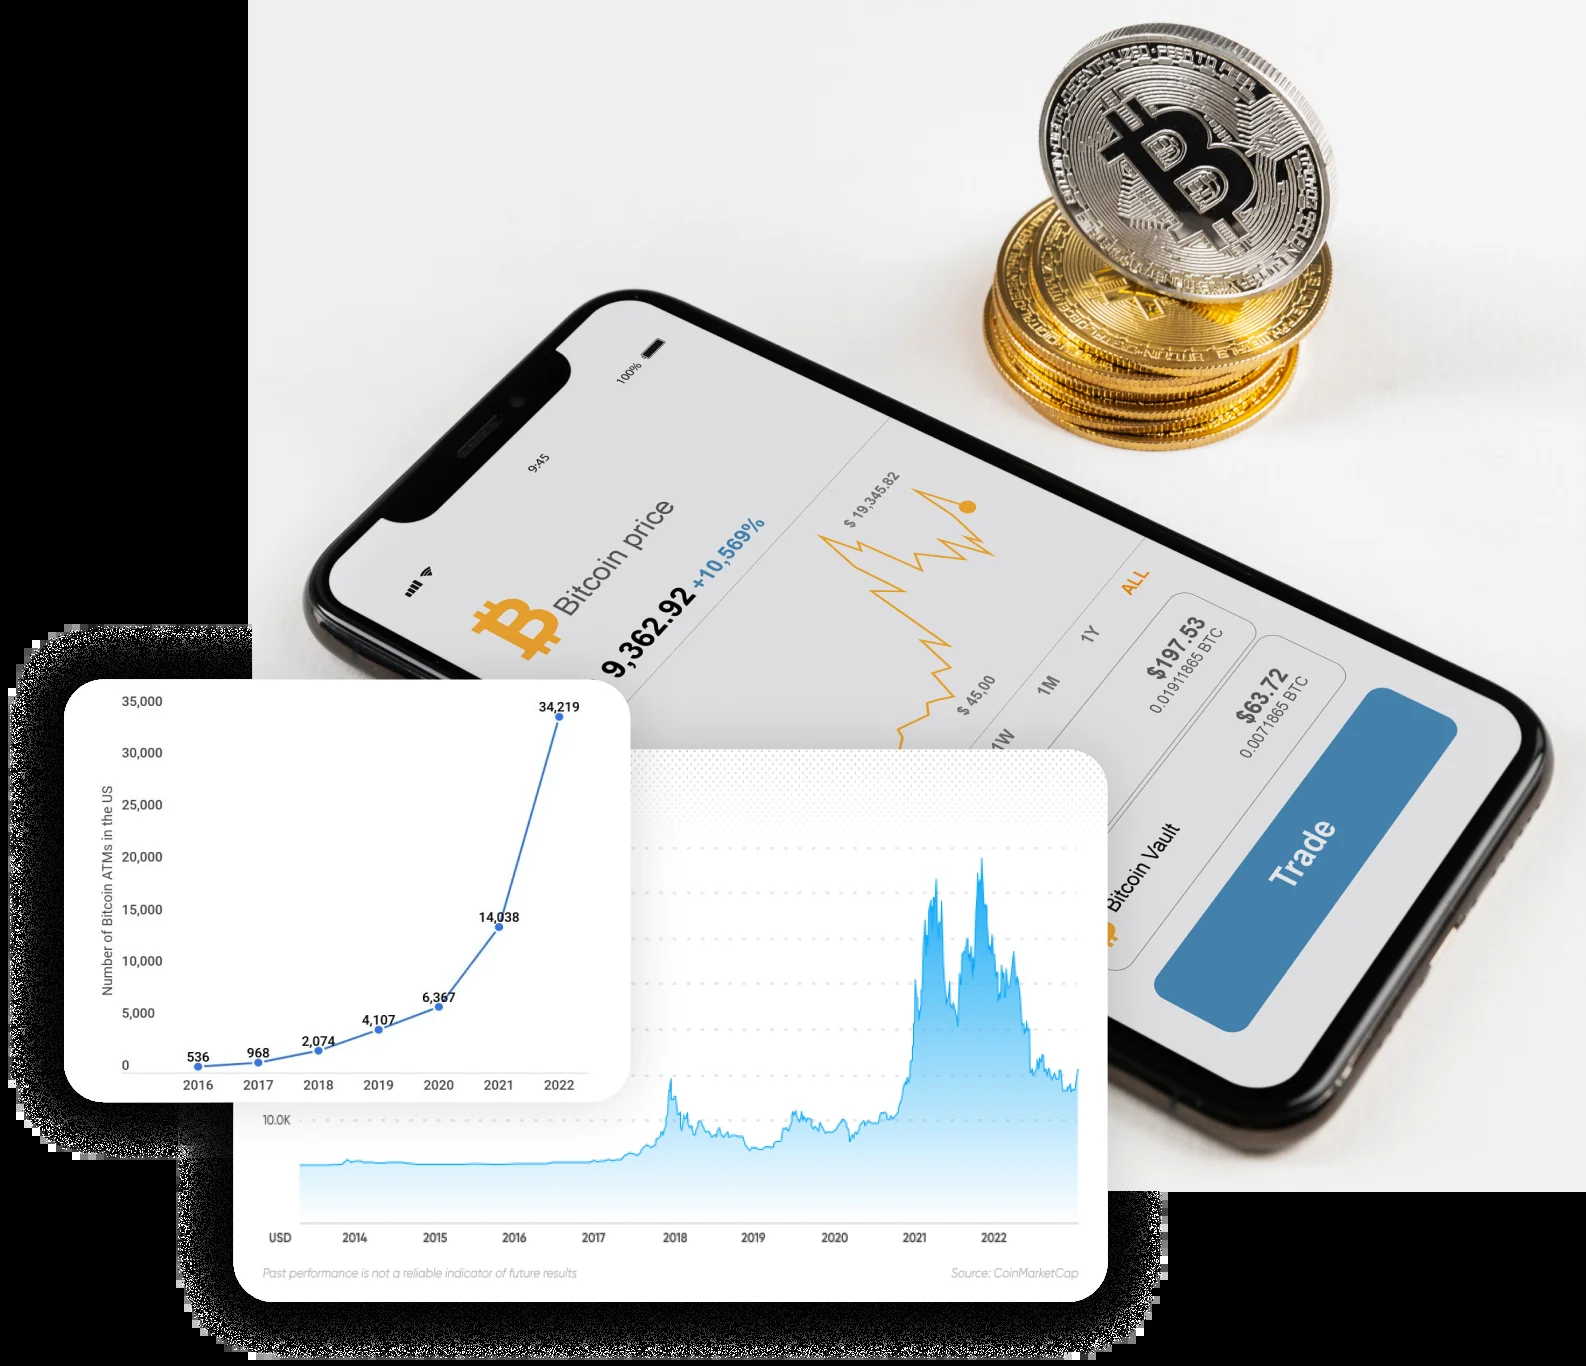 100%
9:45
Bitcoin price
9,362.92 +10,569%
$ 19,345.82
$ 45,00
ALL
1Y
1M
1W
$197.53
0.01911865 BTC
$63.72
0.0071865 BTC
Bitcoin Vault
Trade
Number of Bitcoin ATMs in the US
35,000
30,000
25,000
20,000
15,000
10,000
5,000
0
34,219
14,038
6,367
4,107
2,074
968
536
2016 2017 2018 2019 2020 2021 2022
10.0K
USD 2014 2015 2016 2017 2018 2019 2020 2021 2022
Past performance is not a reliable indicator of future results
Source: CoinMarketCap